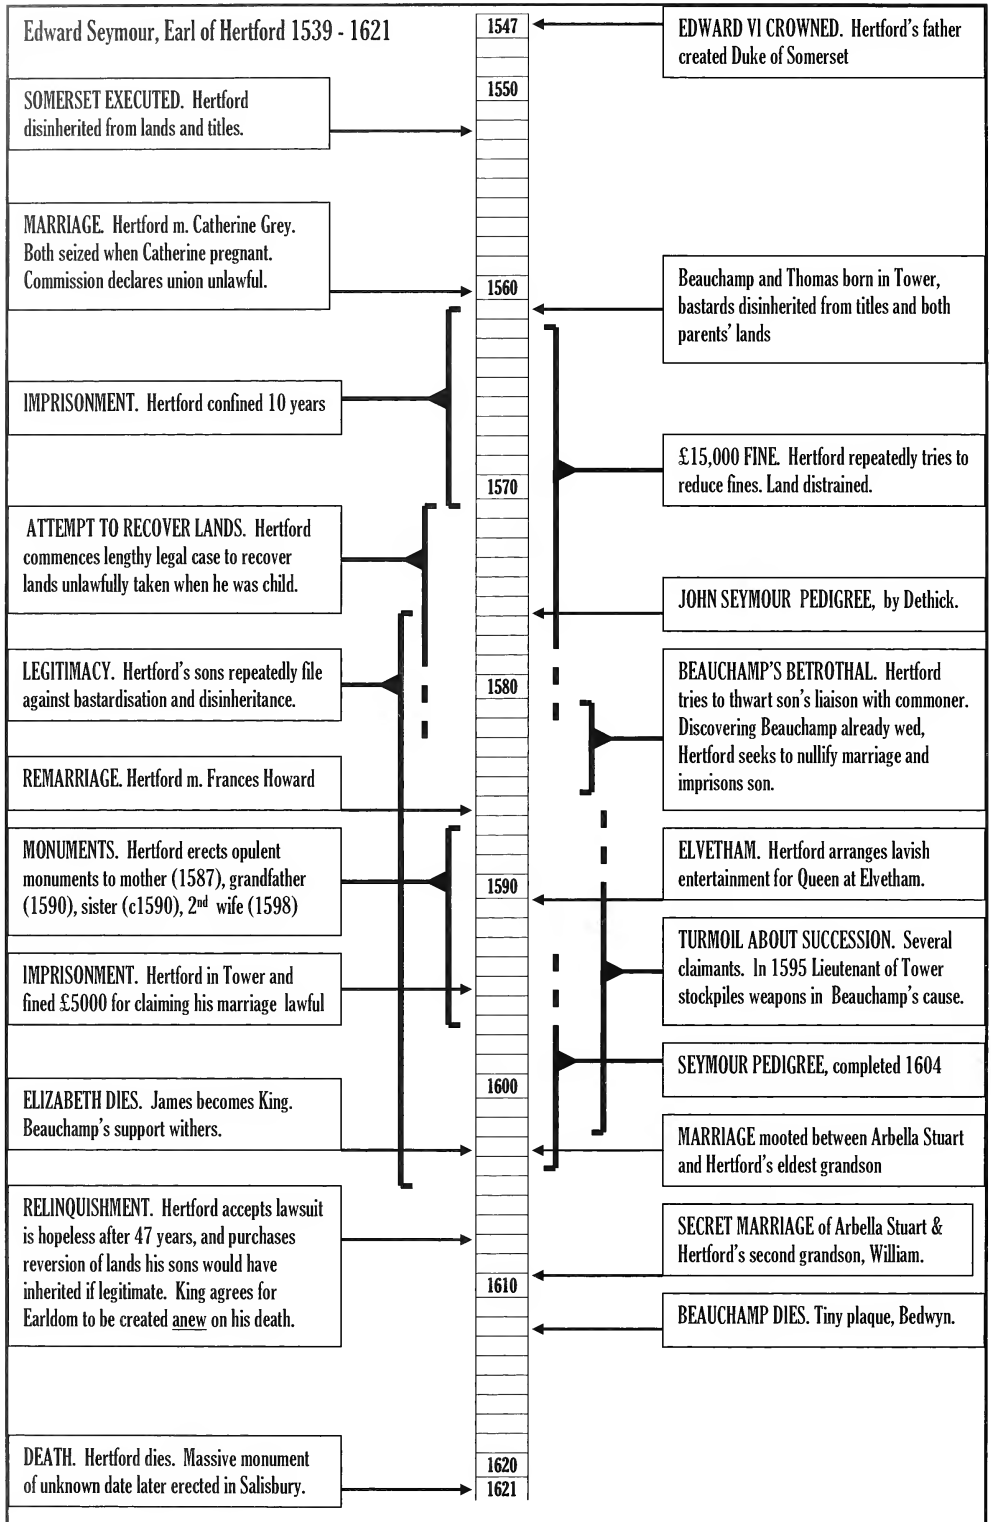 Edward Seymour, Earl of Hertford 1539 - 1621
1547
EDWARD VI CROWNED. Hertford's father
created Duke of Somerset
1550
SOMERSET EXECUTED. Hertford
disinherited from lands and titles.
MARRIAGE. Hertford m. Catherine Grey.
Both seized when Catherine pregnant.
Commission declares union unlawful.
1560
Beauchamp and Thomas born in Tower,
bastards disinherited from titles and both
parents' lands
IMPRISONMENT. Hertford confined 10 years
£15,000 FINE. Hertford repeatedly tries to
reduce fines. Land distrained.
1570
ATTEMPT TO RECOVER LANDS. Hertford
commences lengthy legal case to recover
lands unlawfully taken when he was child.
JOHN SEYMOUR PEDIGREE, by Dethick.
LEGITIMACY. Hertford's sons repeatedly file
against bastardisation and disinheritance.
1580
BEAUCHAMP'S BETROTHAL. Hertford
tries to thwart son's liaison with commoner.
Discovering Beauchamp already wed,
Hertford seeks to nullify marriage and
imprisons son.
REMARRIAGE. Hertford m. Frances Howard
MONUMENTS. Hertford erects opulent
monuments to mother (1587), grandfather
(1590), sister (c1590), 2nd wife (1598)
1590
ELVETHAM. Hertford arranges lavish
entertainment for Queen at Elvetham.
TURMOIL ABOUT SUCCESSION. Several
claimants. In 1595 Lieutenant of Tower
stockpiles weapons in Beauchamp's cause.
IMPRISONMENT. Hertford in Tower and
fined £5000 for claiming his marriage lawful
SEYMOUR PEDIGREE, completed 1604
1600
ELIZABETH DIES. James becomes King.
Beauchamp's support withers.
MARRIAGE mooted between Arbella Stuart
and Hertford's eldest grandson
RELINQUISHMENT. Hertford accepts lawsuit
is hopeless after 47 years, and purchases
reversion of lands his sons would have
inherited if legitimate. King agrees for
Earldom to be created anew on his death.
SECRET MARRIAGE of Arbella Stuart &
Hertford's second grandson, William.
1610
BEAUCHAMP DIES. Tiny plaque, Bedwyn.
DEATH. Hertford dies. Massive monument
of unknown date later erected in Salisbury.
1620
1621